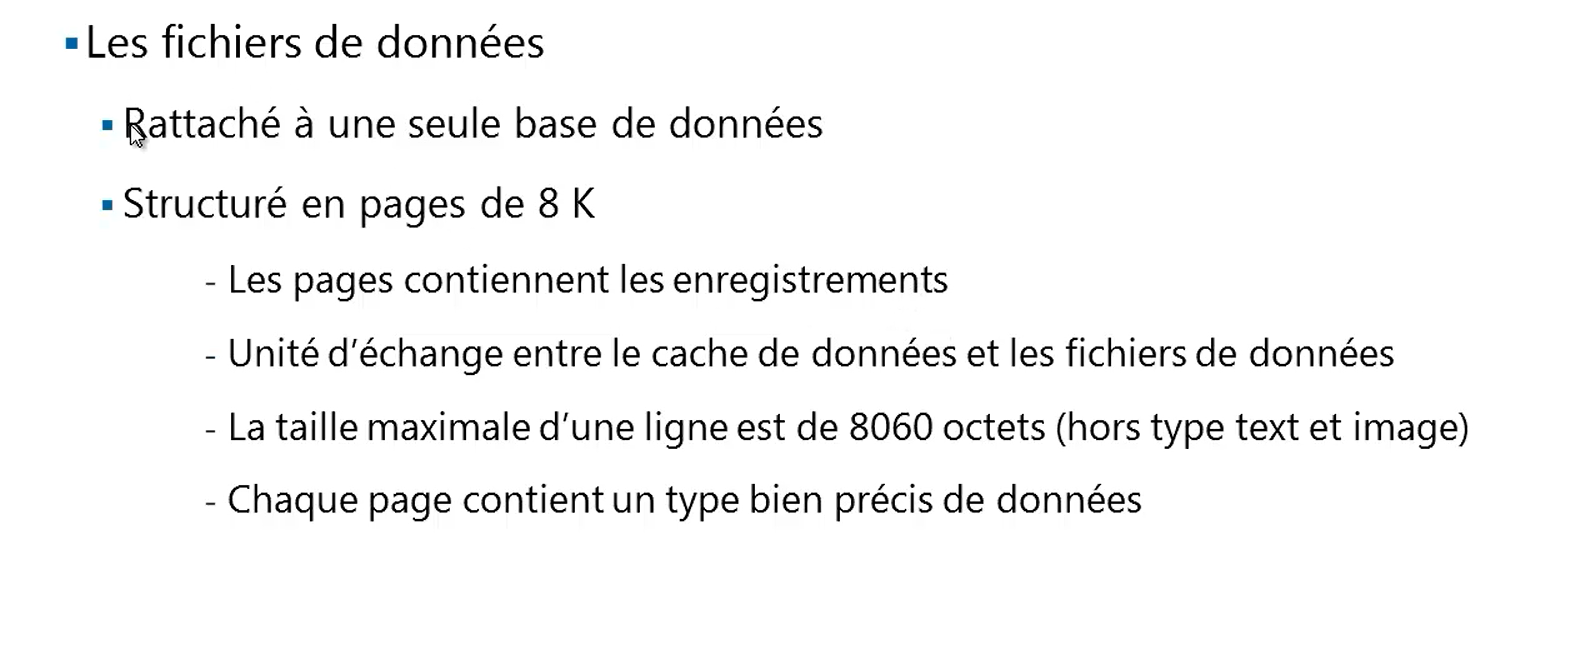 ▪Les fichiers de données
▪Rattaché à une seule base de données
▪Structuré en pages de 8 K
- Les pages contiennent les enregistrements
- Unité d’échange entre le cache de données et les fichiers de données
- La taille maximale d’une ligne est de 8060 octets (hors type text et image)
- Chaque page contient un type bien précis de données